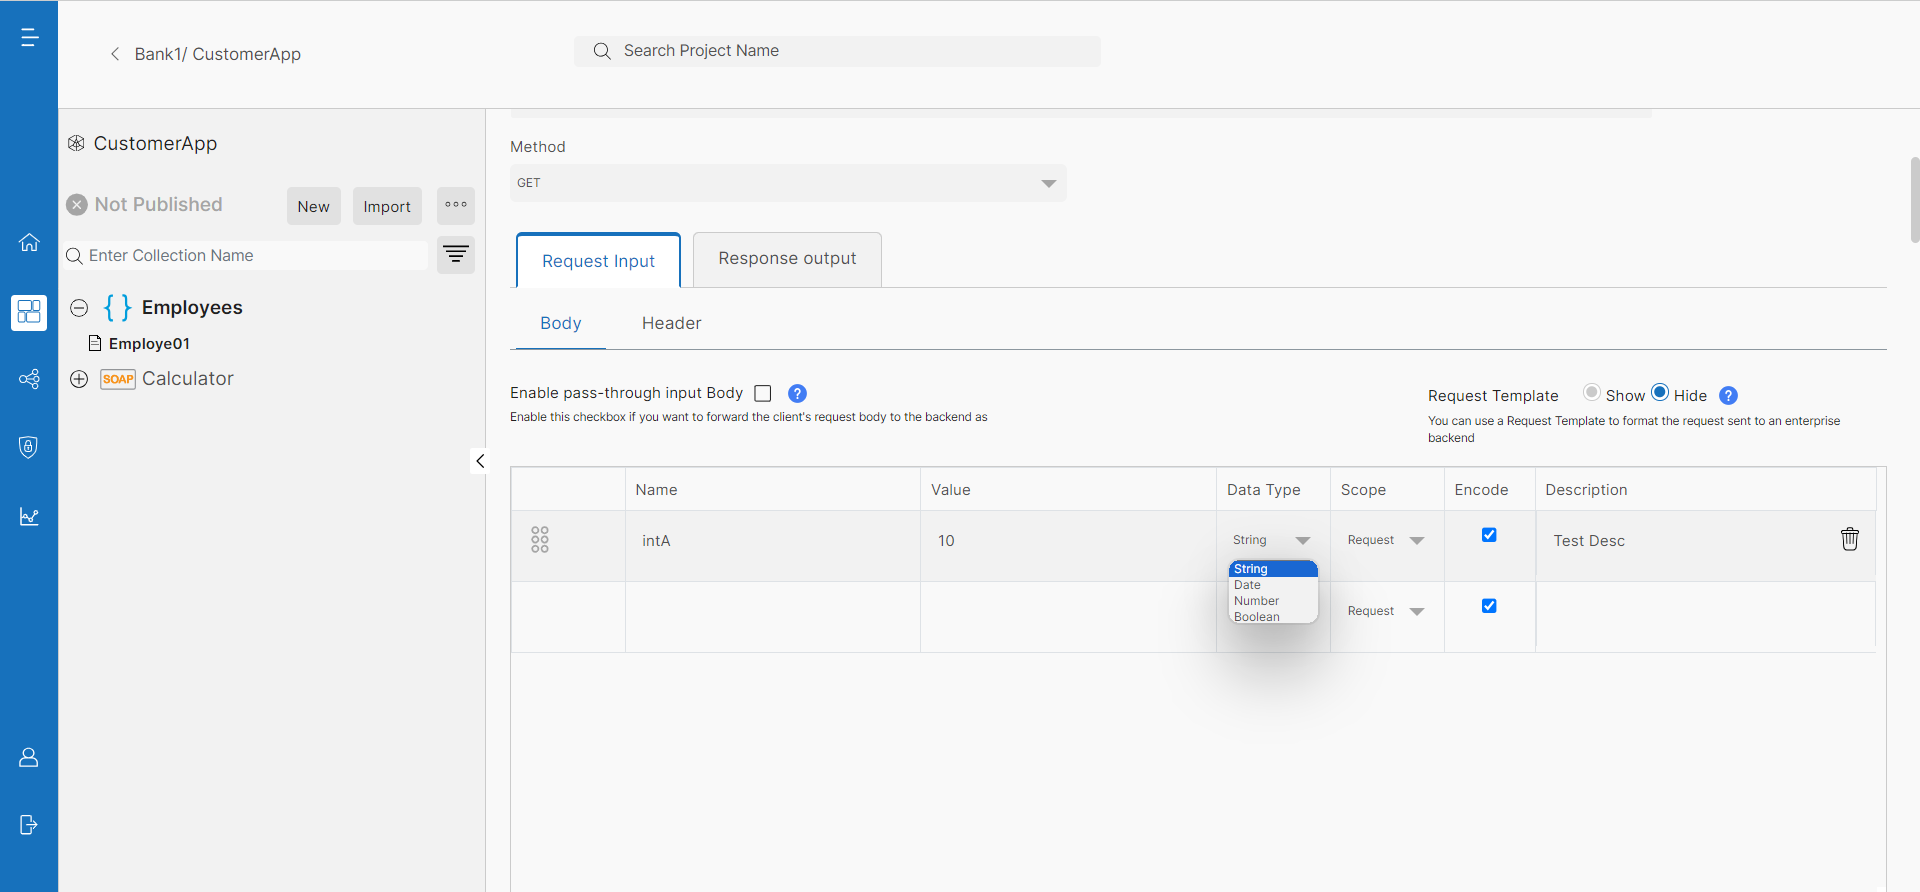 Bank1/ CustomerApp
Search Project Name
CustomerApp
Not Published
New
Import
Enter Collection Name
{ } Employees
Employe01
SOAP Calculator
Method
GET
Request Input
Response output
Body
Header
Enable pass-through input Body ?
Enable this checkbox if you want to forward the client's request body to the backend as
Request Template Show Hide ?
You can use a Request Template to format the request sent to an enterprise
backend
Name Value Data Type Scope Encode Description
intA 10 String Request Test Desc
String
Date
Number
Boolean
Request